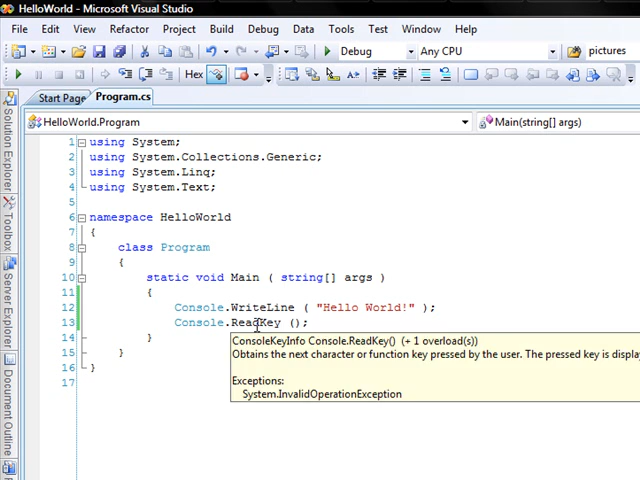 HelloWorld - Microsoft Visual Studio
File Edit View Refactor Project Build Debug Data Tools Test Window Help
Debug Any CPU pictures
Hex
Start Page Program.cs
HelloWorld.Program Main(string[] args)
Solution Explorer
Toolbox
Server Explorer
Document Outline
1 using System;
2 using System.Collections.Generic;
3 using System.Linq;
4 using System.Text;
5
6 namespace HelloWorld
7 {
8 class Program
9 {
10 static void Main ( string[] args )
11 {
12 Console.WriteLine ( "Hello World!" );
13 Console.ReadKey ();
14 }
15 }
16 }
17
ConsoleKeyInfo Console.ReadKey() (+ 1 overload(s))
Obtains the next character or function key pressed by the user. The pressed key is displa
Exceptions:
System.InvalidOperationException